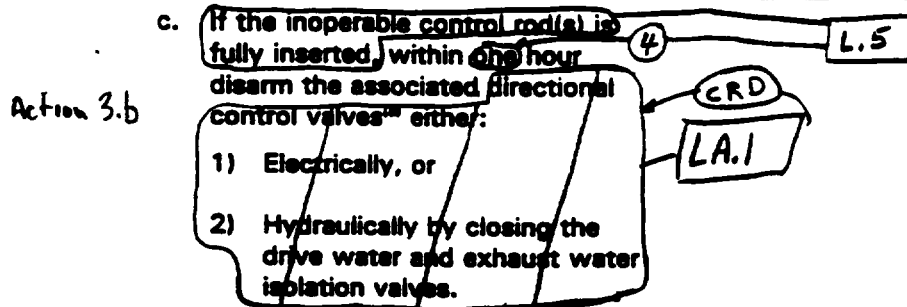 c. If the inoperable control rod(s) is
fully inserted, within one hour
4
L.5
disarm the associated directional
Action 3.b
control valves(a) either:
CRD
LA.1
1) Electrically, or
2) Hydraulically by closing the
drive water and exhaust water
isolation valves.